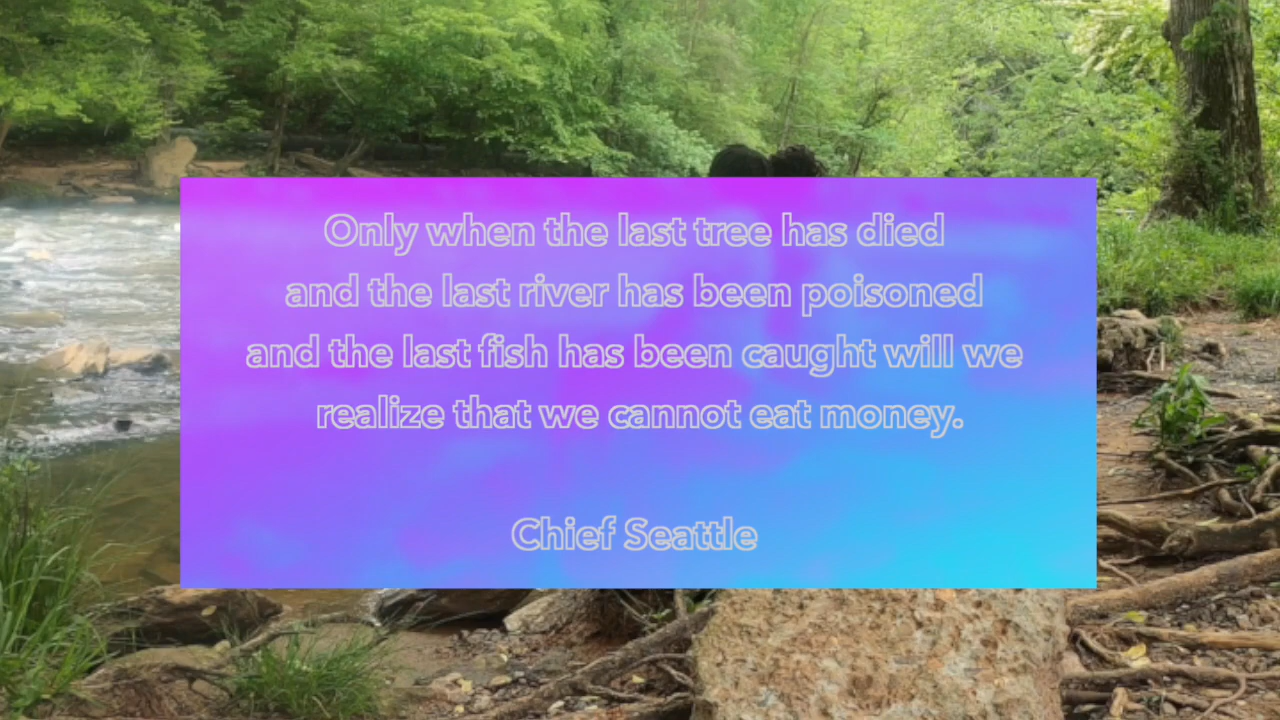 Only when the last tree has died
and the last river has been poisoned
and the last fish has been caught will we
realize that we cannot eat money.
Chief Seattle